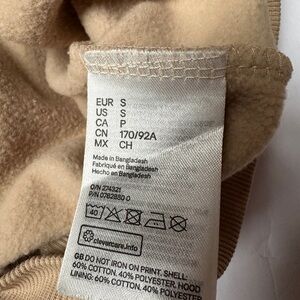 EUR S
US S
CA P
CN 170/92A
MX CH
Made in Bangladesh
Fabriqué en Bangladesh
Hecho en Bangladesh
O/N 274321
P/N 0762850 0
40
clevercare.info
GB DO NOT IRON ON PRINT. SHELL:
60% COTTON. 40% POLYESTER. HOOD
LINING: 60% COTTON. 40% POLYESTER.